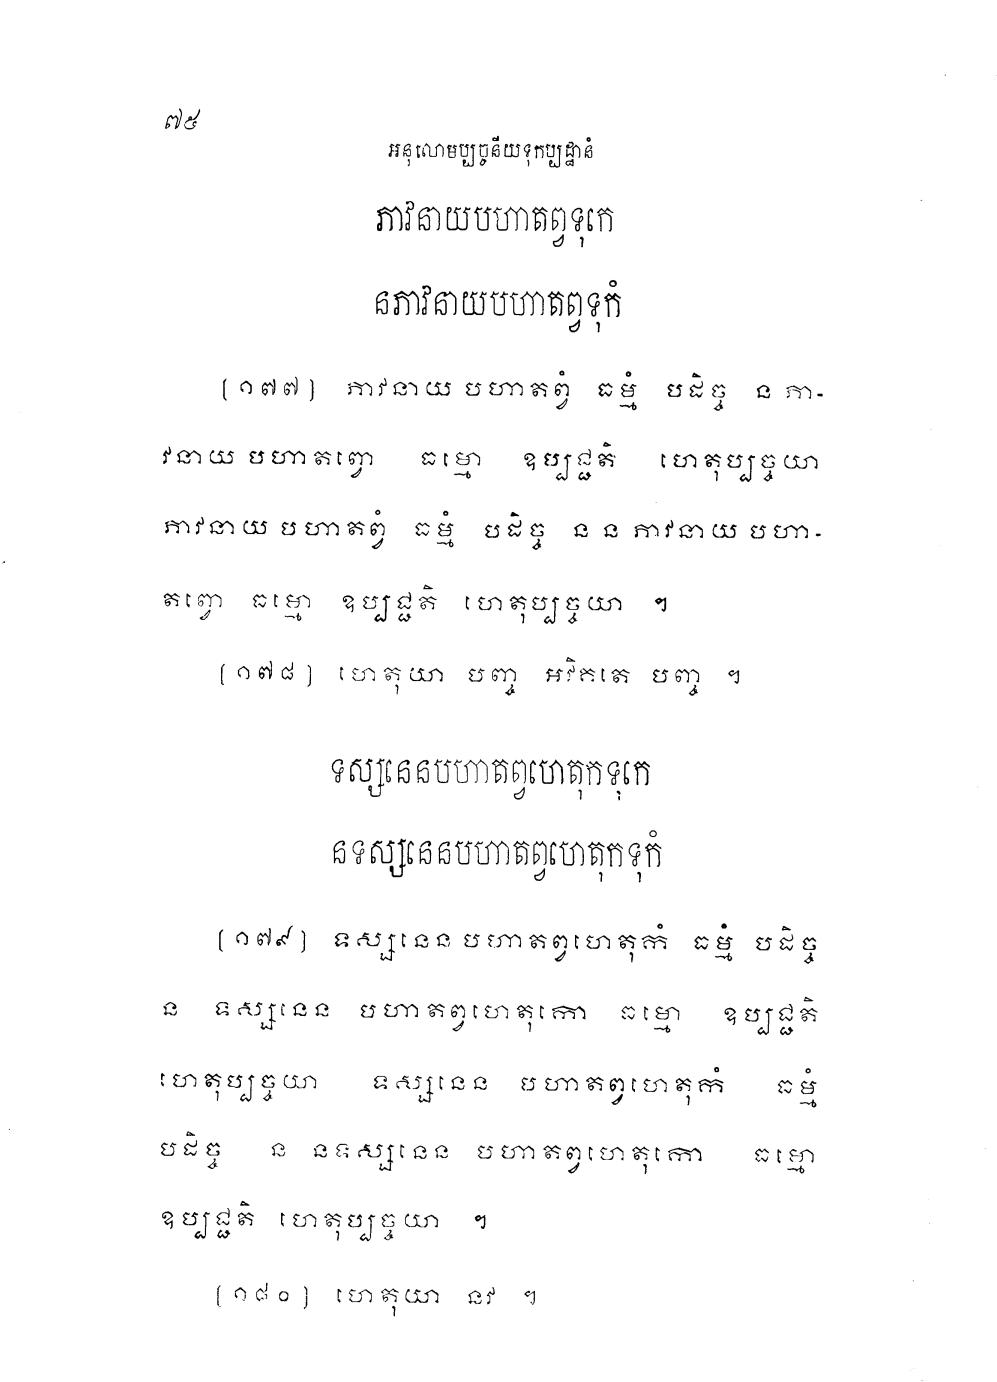 ៧៥
អនុលោមប្បច្ចនីយទុកប្បដ្ឋានំ
ភាវនាយបហាតព្វទុកេ
នភាវនាយបហាតព្វទុកំ
[១៧៧] ភាវនាយ បហាតព្វំ ធម្មំ បដិច្ច ន ភា-
វនាយ បហាតព្វោ ធម្មោ ឧប្បជ្ជតិ ហេតុប្បច្ចយា
ភាវនាយ បហាតព្វំ ធម្មំ បដិច្ច ន ន ភាវនាយ បហា-
តព្វោ ធម្មោ ឧប្បជ្ជតិ ហេតុប្បច្ចយា ។
[១៧៨] ហេតុយា បញ្ច អវិគតេ បញ្ច ។
ទស្សនេនបហាតព្វហេតុកទុកេ
នទស្សនេនបហាតព្វហេតុកទុកំ
[១៧៩] ទស្សនេន បហាតព្វហេតុកំ ធម្មំ បដិច្ច
ន ទស្សនេន បហាតព្វហេតុកោ ធម្មោ ឧប្បជ្ជតិ
ហេតុប្បច្ចយា ទស្សនេន បហាតព្វហេតុកំ ធម្មំ
បដិច្ច ន នទស្សនេន បហាតព្វហេតុកោ ធម្មោ
ឧប្បជ្ជតិ ហេតុប្បច្ចយា ។
[១៨០] ហេតុយា នវ ។